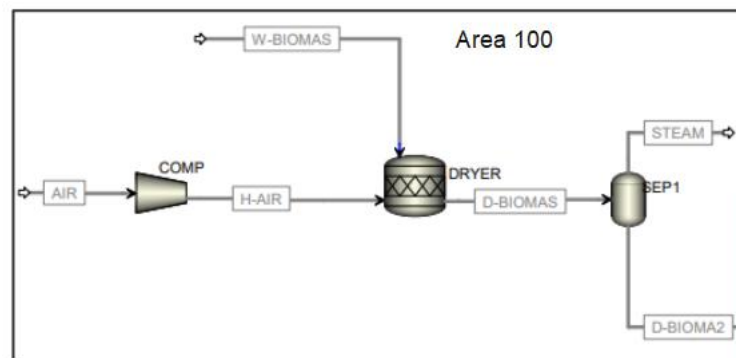 W-BIOMAS
Area 100
STEAM
COMP
DRYER
SEP1
AIR
H-AIR
D-BIOMAS
D-BIOMA2